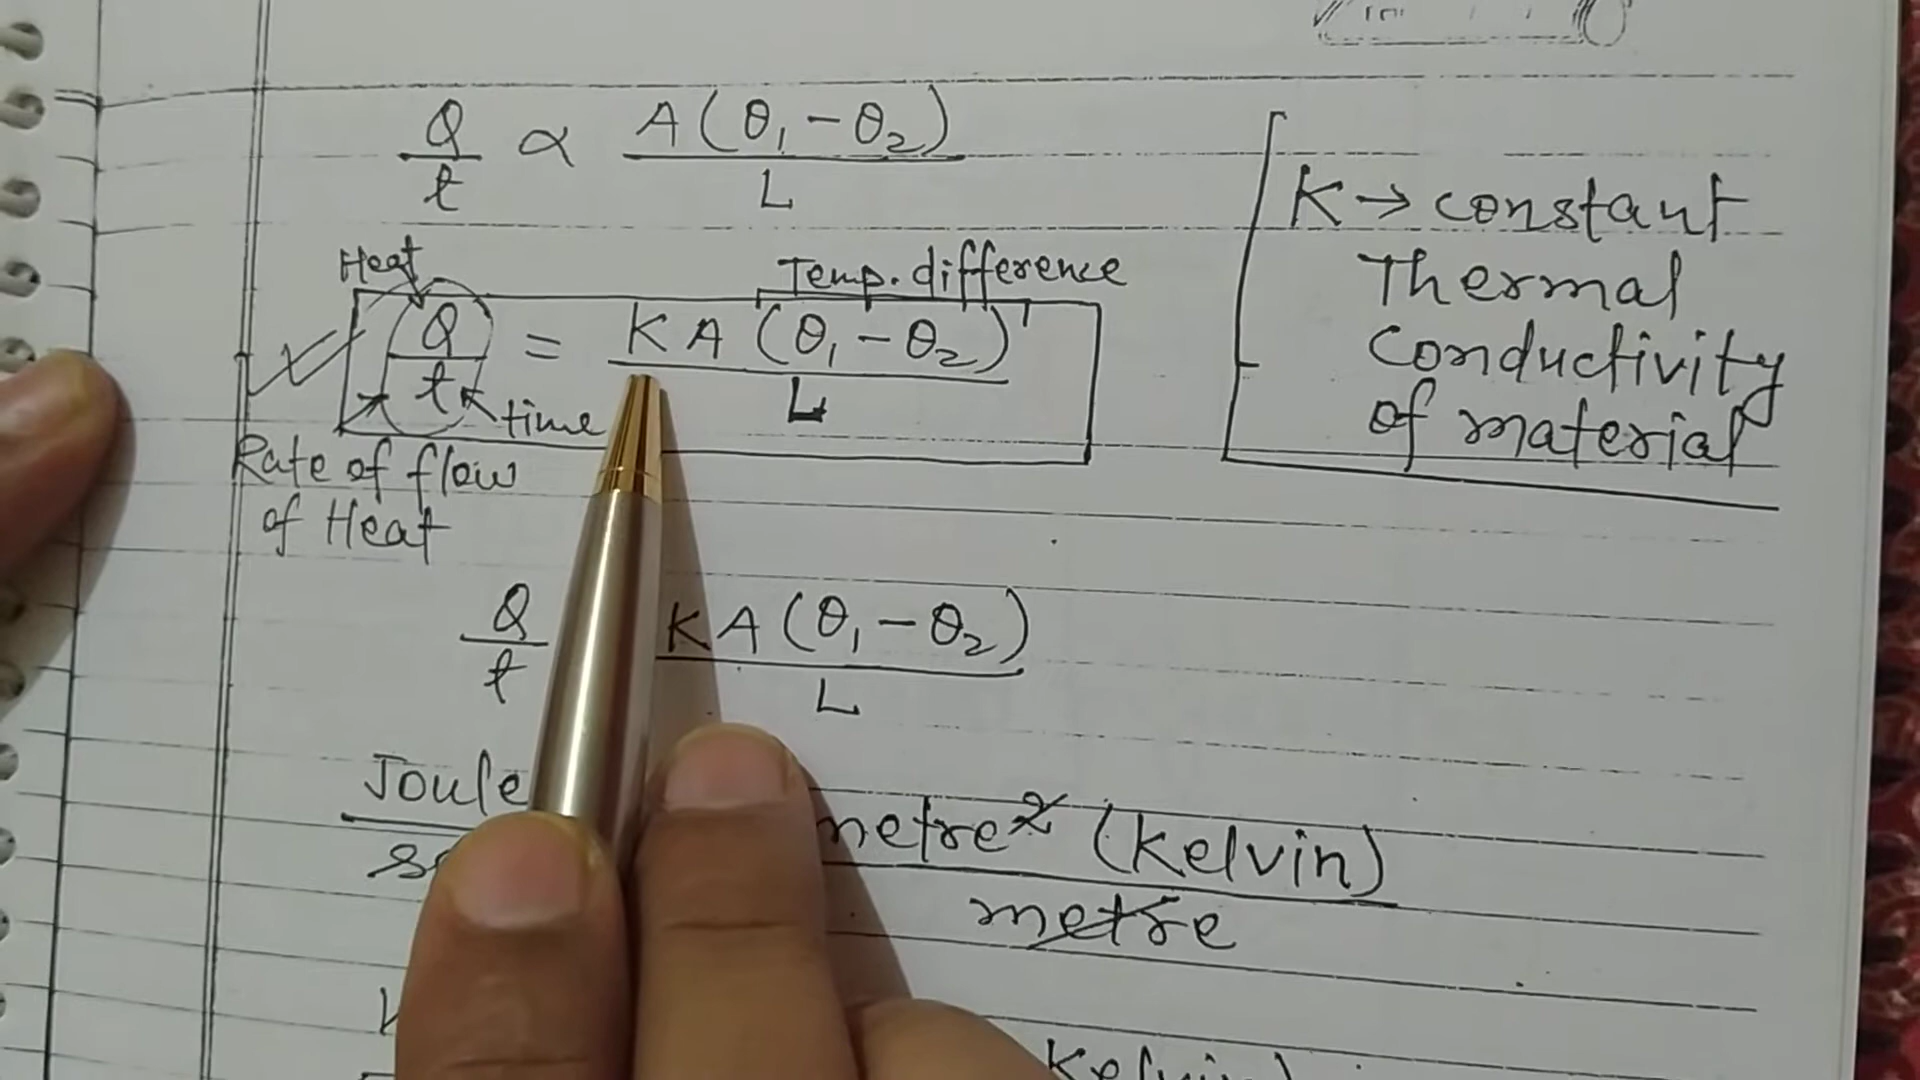 Q/t ∝ A(θ₁-θ₂)/L
Heat
Temp. difference
Q/t = KA(θ₁-θ₂)/L
time
Rate of flow
of Heat
K → constant
Thermal
Conductivity
of material
Q/t KA(θ₁-θ₂)/L
Joule
metre² (Kelvin)
metre